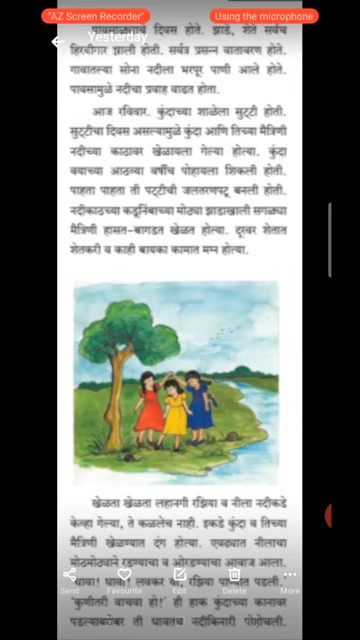 "AZ Screen Recorder"
Using the microphone
Yesterday
दिवस होते. झाडे, शेते सर्वच
हिरवीगार झाली होती. सर्वत्र प्रसन्न वातावरण होते.
गावातल्या सोना नदीला भरपूर पाणी आले होते.
पावसामुळे नदीचा प्रवाह वाढत होता.
आज रविवार. कुंदाच्या शाळेला सुट्टी होती.
सुट्टीचा दिवस असल्यामुळे कुंदा आणि तिच्या मैत्रिणी
नदीच्या काठावर खेळायला गेल्या होत्या. कुंदा
वयाच्या आठव्या वर्षीच पोहायला शिकली होती.
पाहता पाहता ती पट्टीची जलतरणपटू बनली होती.
नदीकाठच्या कडूनिंबाच्या मोठ्या झाडाखाली सगळ्या
मैत्रिणी हासत-बागडत खेळत होत्या. दूरवर शेतात
शेतकरी व काही बायका कामात मग्न होत्या.
खेळता खेळता लहानगी रझिया व नीला नदीकडे
केव्हा गेल्या, ते कळलेच नाही. इकडे कुंदा व तिच्या
मैत्रिणी खेळण्यात दंग होत्या. एवढ्यात नीलाचा
मोठमोठ्याने रडण्याचा व ओरडण्याचा आवाज आला.
'धावा! धावा! लवकर या, रझिया पाण्यात पडली.
'कुणीतरी वाचवा हो!' ही हाक कुंदाच्या कानावर
पडल्याबरोबर ती धावतच नदीकिनारी पोहोचली.
Send
Favourite
Edit
Delete
More